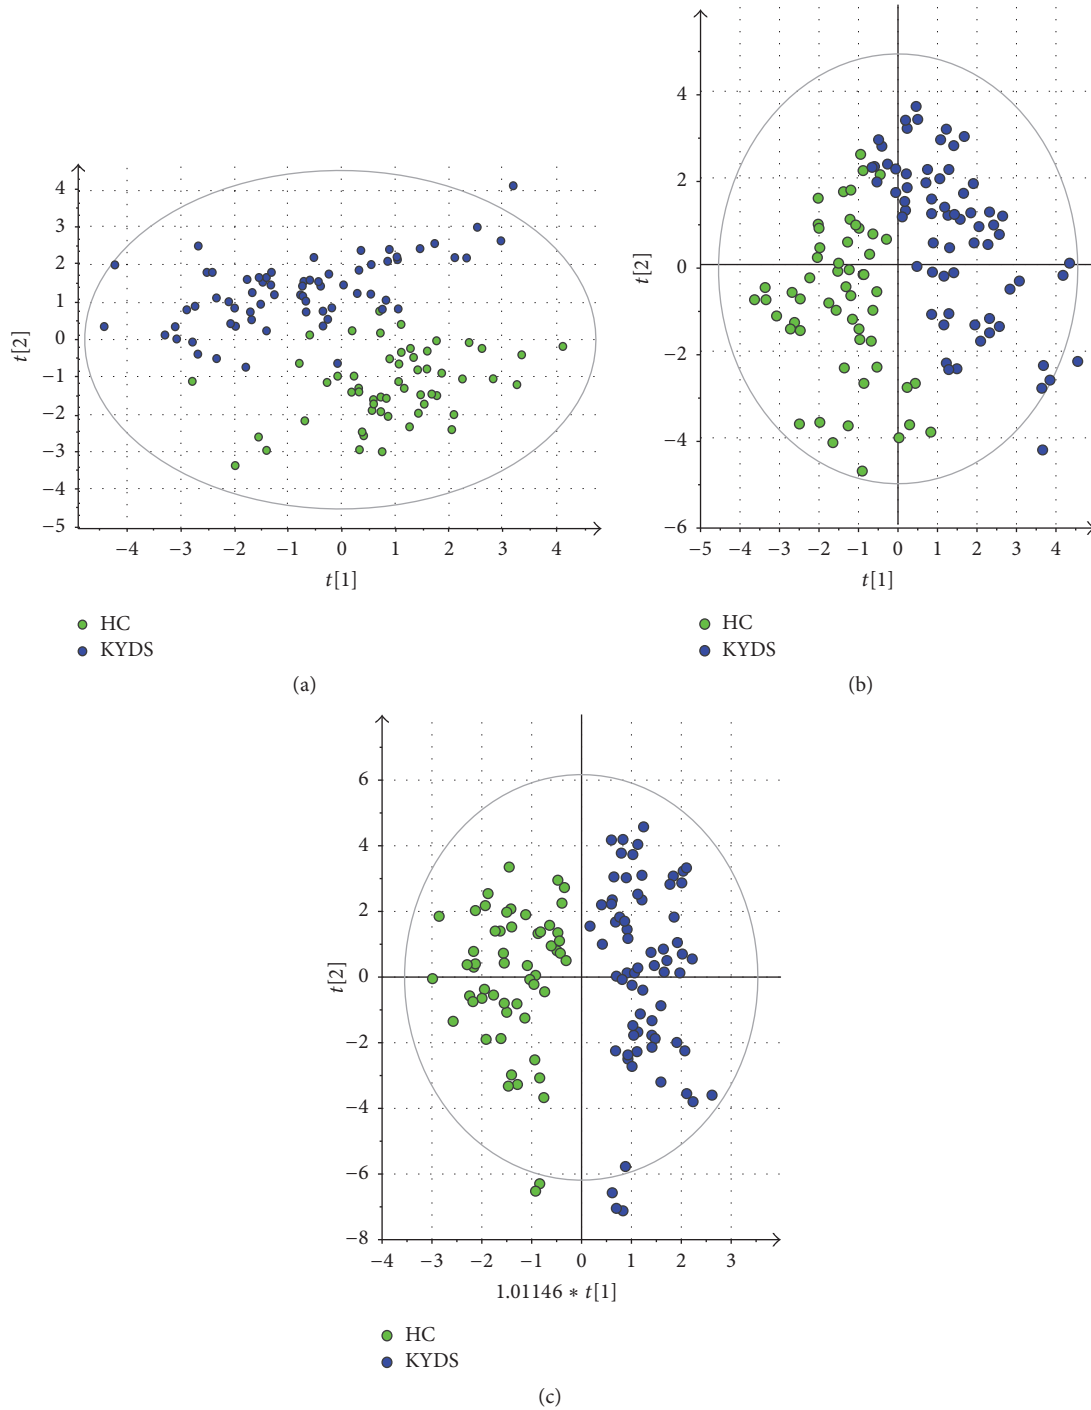 4
3
2
1
0
−1
−2
−3
−4
−5
t[2]
−4 −3 −2 −1 0 1 2 3 4
t[1]
HC
KYDS
(a)
4
2
0
−2
−4
−6
t[2]
−5 −4 −3 −2 −1 0 1 2 3 4
t[1]
HC
KYDS
(b)
6
4
2
0
−2
−4
−6
−8
t[2]
−4 −3 −2 −1 0 1 2 3
1.01146 ∗ t[1]
HC
KYDS
(c)